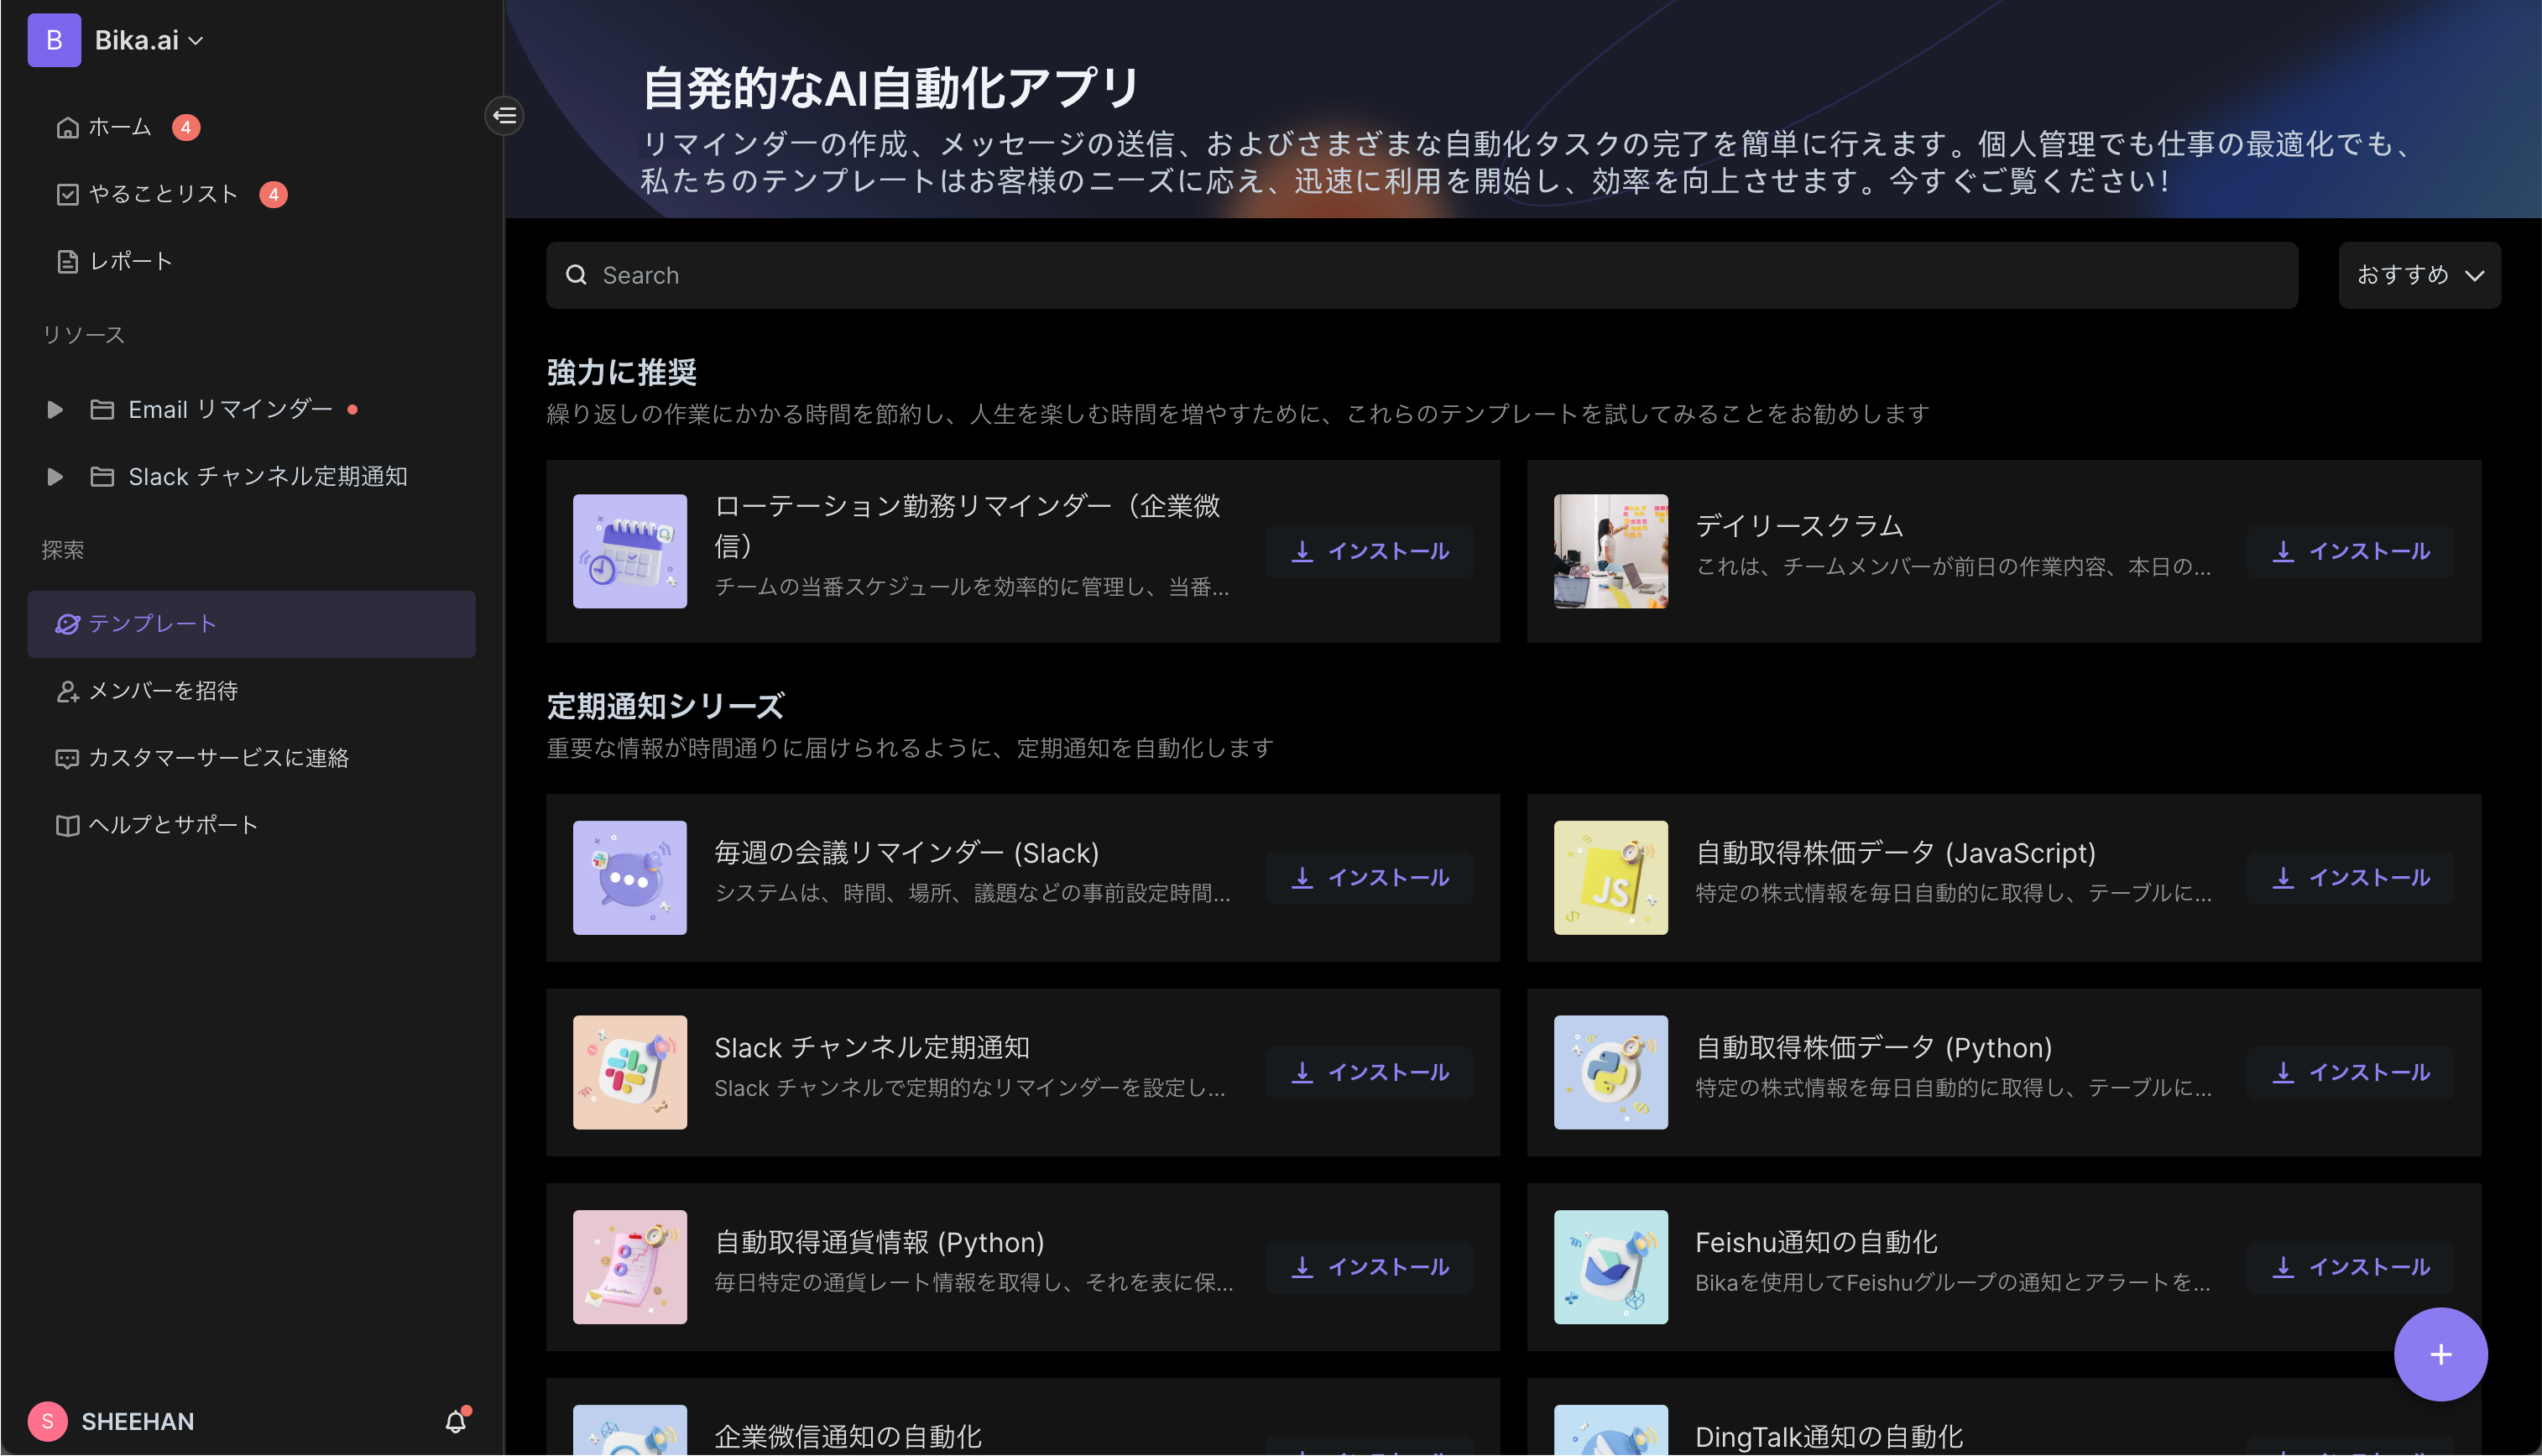 B Bika.ai
ホーム 4
やることリスト 4
レポート
リソース
Email リマインダー
Slack チャンネル定期通知
探索
テンプレート
メンバーを招待
カスタマーサービスに連絡
ヘルプとサポート
S SHEEHAN
自発的なAI自動化アプリ
リマインダーの作成、メッセージの送信、およびさまざまな自動化タスクの完了を簡単に行えます。個人管理でも仕事の最適化でも、
私たちのテンプレートはお客様のニーズに応え、迅速に利用を開始し、効率を向上させます。今すぐご覧ください！
Search
おすすめ
強力に推奨
繰り返しの作業にかかる時間を節約し、人生を楽しむ時間を増やすために、これらのテンプレートを試してみることをお勧めします
ローテーション勤務リマインダー（企業微
信）
チームの当番スケジュールを効率的に管理し、当番...
インストール
デイリースクラム
これは、チームメンバーが前日の作業内容、本日の...
インストール
定期通知シリーズ
重要な情報が時間通りに届けられるように、定期通知を自動化します
毎週の会議リマインダー (Slack)
システムは、時間、場所、議題などの事前設定時間...
インストール
JS
自動取得株価データ (JavaScript)
特定の株式情報を毎日自動的に取得し、テーブルに...
インストール
Slack チャンネル定期通知
Slack チャンネルで定期的なリマインダーを設定し...
インストール
自動取得株価データ (Python)
特定の株式情報を毎日自動的に取得し、テーブルに...
インストール
自動取得通貨情報 (Python)
毎日特定の通貨レート情報を取得し、それを表に保...
インストール
Feishu通知の自動化
Bikaを使用してFeishuグループの通知とアラートを...
インストール
企業微信通知の自動化
DingTalk通知の自動化